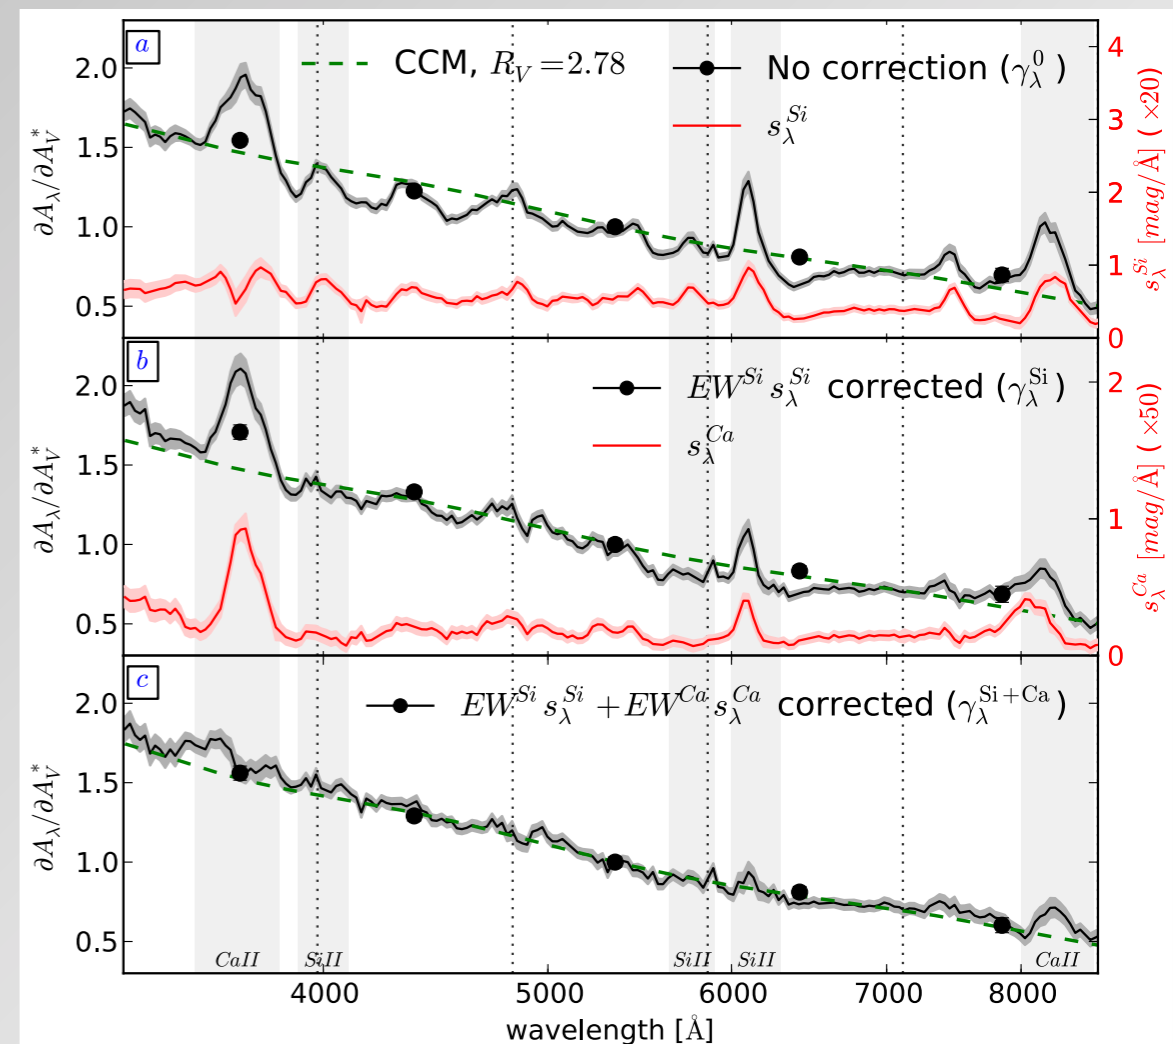 a
CCM, R_V = 2.78
No correction (γ_λ^0)
s_λ^Si
2.0
1.5
1.0
0.5
∂A_λ/∂A_V^*
4
3
2
1
0
s_λ^Si [mag/Å] (×20)
b
EW^Si s_λ^Si corrected (γ_λ^Si)
s_λ^Ca
2.0
1.5
1.0
0.5
∂A_λ/∂A_V^*
2
1
0
s_λ^Ca [mag/Å] (×50)
c
EW^Si s_λ^Si + EW^Ca s_λ^Ca corrected (γ_λ^Si+Ca)
2.0
1.5
1.0
0.5
∂A_λ/∂A_V^*
CaII SiII SiII SiII CaII
4000 5000 6000 7000 8000
wavelength [Å]